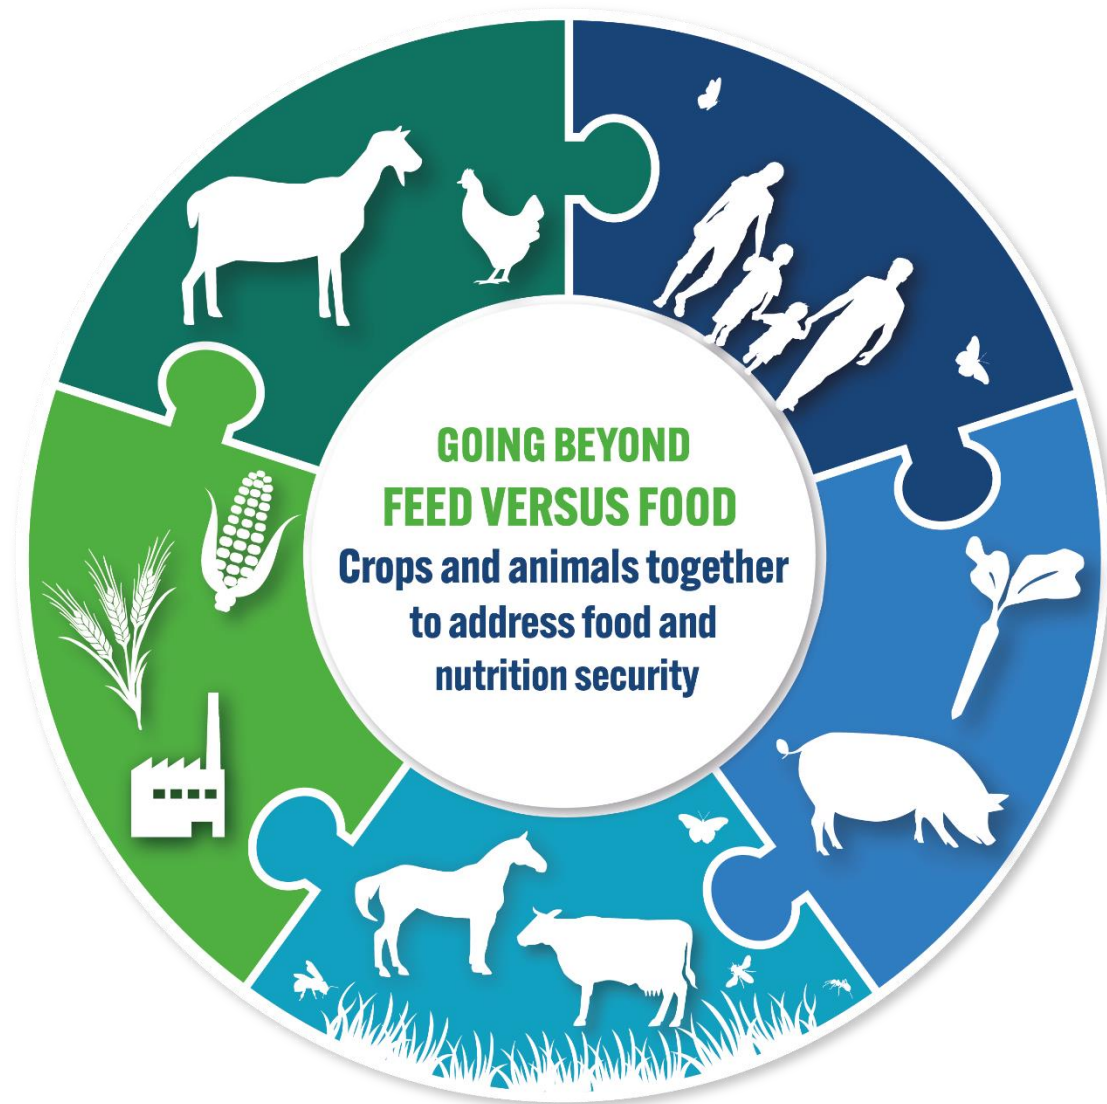 GOING BEYOND
FEED VERSUS FOOD
Crops and animals together
to address food and
nutrition security